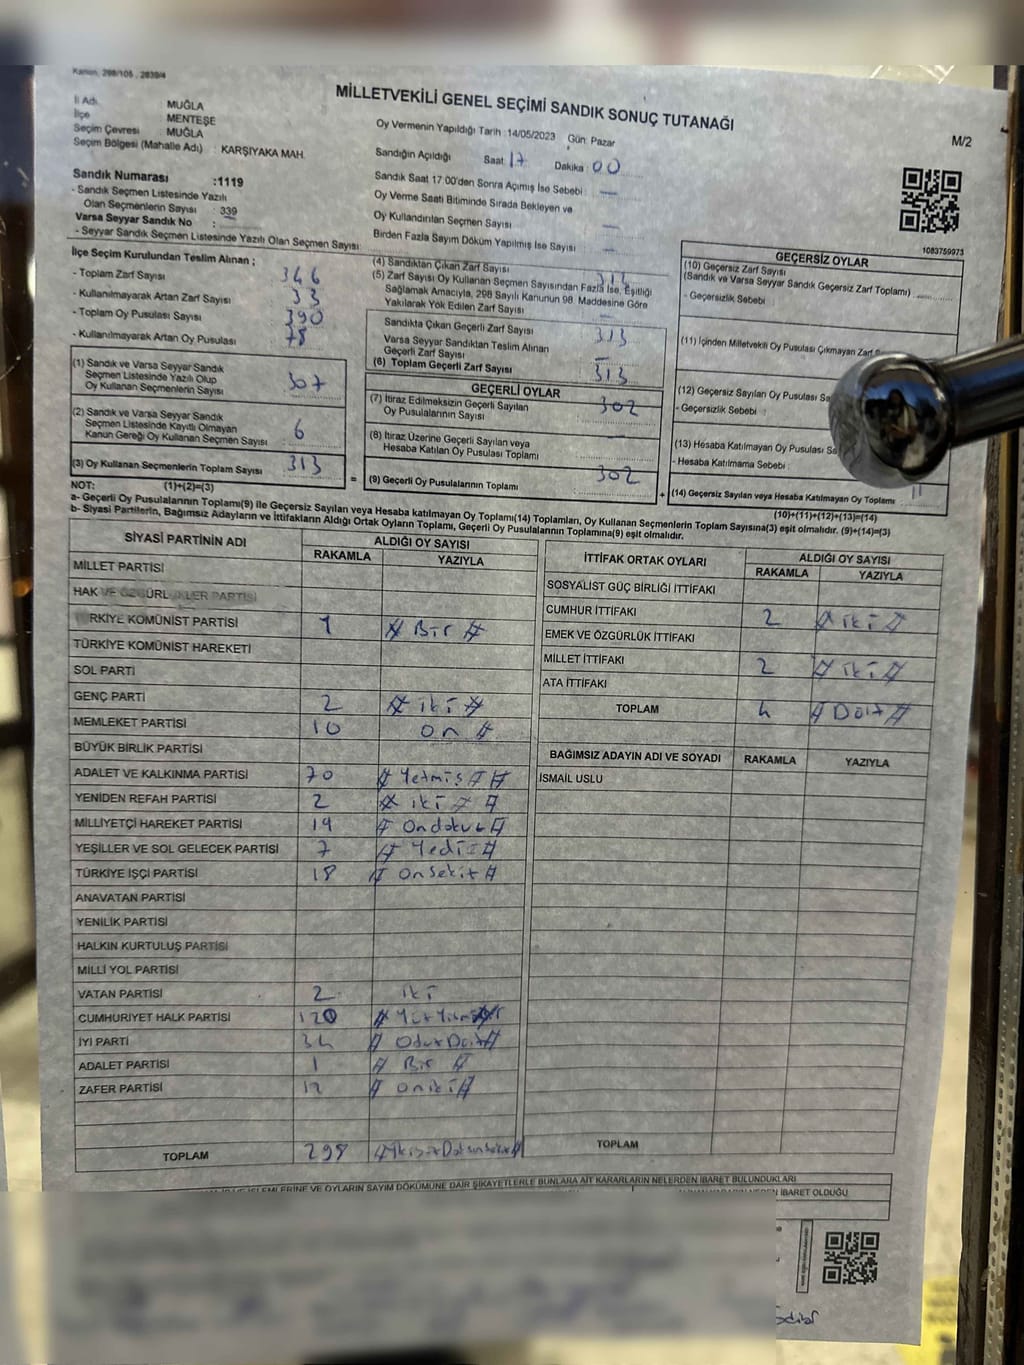 Kanun, 298/105, 2839/4
MİLLETVEKİLİ GENEL SEÇİMİ SANDIK SONUÇ TUTANAĞI
M/2
İl Adı : MUĞLA
İlçe : MENTEŞE
Seçim Çevresi : MUĞLA
Seçim Bölgesi (Mahalle Adı) : KARŞIYAKA MAH.
Sandık Numarası :1119
- Sandık Seçmen Listesinde Yazılı
Olan Seçmenlerin Sayısı : 339
Varsa Seyyar Sandık No :
- Seyyar Sandık Seçmen Listesinde Yazılı Olan Seçmen Sayısı :
Oy Vermenin Yapıldığı Tarih : 14/05/2023 Gün: Pazar
Sandığın Açıldığı Saat 17 Dakika 00
Sandık Saat 17:00'den Sonra Açımış İse Sebebi —
Oy Verme Saati Bitiminde Sırada Bekleyen ve
Oy Kullandırılan Seçmen Sayısı —
Birden Fazla Sayım Döküm Yapılmış İse Sayısı —
1083759973
İlçe Seçim Kurulundan Teslim Alınan ;
- Toplam Zarf Sayısı 346
- Kullanılmayarak Artan Zarf Sayısı : 33
- Toplam Oy Pusulası Sayısı 390
- Kullanılmayarak Artan Oy Pusulası 78
(1) Sandık ve Varsa Seyyar Sandık
Seçmen Listesinde Yazılı Olup
Oy Kullanan Seçmenlerin Sayısı 307
(2) Sandık ve Varsa Seyyar Sandık
Seçmen Listesinde Kayıtlı Olmayan
Kanun Gereği Oy Kullanan Seçmen Sayısı 6
(3) Oy Kullanan Seçmenlerin Toplam Sayısı 313
(4) Sandıktan Çıkan Zarf Sayısı 313
(5) Zarf Sayısı Oy Kullanan Seçmen Sayısından Fazla İse, Eşitliği
Sağlamak Amacıyla, 298 Sayılı Kanunun 98. Maddesine Göre
Yakılarak Yok Edilen Zarf Sayısı —
Sandıkta Çıkan Geçerli Zarf Sayısı 313
Varsa Seyyar Sandıktan Teslim Alınan
Geçerli Zarf Sayısı —
(6) Toplam Geçerli Zarf Sayısı 313
GEÇERLİ OYLAR
(7) İtiraz Edilmeksizin Geçerli Sayılan
Oy Pusulalarının Sayısı 302
(8) İtiraz Üzerine Geçerli Sayılan veya
Hesaba Katılan Oy Pusulası Toplamı —
= (9) Geçerli Oy Pusulalarının Toplamı 302
GEÇERSİZ OYLAR
(10) Geçersiz Zarf Sayısı
(Sandık ve Varsa Seyyar Sandık Geçersiz Zarf Toplamı)
- Geçersizlik Sebebi :
(11) İçinden Milletvekili Oy Pusulası Çıkmayan Zarf
(12) Geçersiz Sayılan Oy Pusulası
- Geçersizlik Sebebi :
(13) Hesaba Katılmayan Oy Pusulası
- Hesaba Katılmama Sebebi :
+ (14) Geçersiz Sayılan veya Hesaba Katılmayan Oy Toplamı 11
NOT: (1)+(2)=(3)
(10)+(11)+(12)+(13)=(14)
a- Geçerli Oy Pusulalarının Toplamı(9) ile Geçersiz Sayılan veya Hesaba katılmayan Oy Toplamı(14) Toplamları, Oy Kullanan Seçmenlerin Toplam Sayısına(3) eşit olmalıdır. (9)+(14)=(3)
b- Siyasi Partilerin, Bağımsız Adayların ve İttifakların Aldığı Ortak Oyların Toplamı, Geçerli Oy Pusulalarının Toplamına(9) eşit olmalıdır.
SİYASİ PARTİNİN ADI ALDIĞI OY SAYISI
RAKAMLA YAZIYLA
MİLLET PARTİSİ
HAK VE ÖZGÜRLÜKLER PARTİSİ
RKİYE KOMÜNİST PARTİSİ 1 # Bir #
TÜRKİYE KOMÜNİST HAREKETİ
SOL PARTİ
GENÇ PARTİ 2 # iki #
MEMLEKET PARTİSİ 10 on #
BÜYÜK BİRLİK PARTİSİ
ADALET VE KALKINMA PARTİSİ 70 # Yetmiş # #
YENİDEN REFAH PARTİSİ 2 # iki # #
MİLLİYETÇİ HAREKET PARTİSİ 19 # Ondokuz #
YEŞİLLER VE SOL GELECEK PARTİSİ 7 # Yedi #
TÜRKİYE İŞÇİ PARTİSİ 18 # onsekiz #
ANAVATAN PARTİSİ
YENİLİK PARTİSİ
HALKIN KURTULUŞ PARTİSİ
MİLLİ YOL PARTİSİ
VATAN PARTİSİ 2 iki
CUMHURİYET HALK PARTİSİ 120
İYİ PARTİ 34 # Otuz Dört #
ADALET PARTİSİ 1 # Bir #
ZAFER PARTİSİ 12 # oniki #
TOPLAM 298
İTTİFAK ORTAK OYLARI ALDIĞI OY SAYISI
RAKAMLA YAZIYLA
SOSYALİST GÜÇ BİRLİĞİ İTTİFAKI
CUMHUR İTTİFAKI 2 # iki #
EMEK VE ÖZGÜRLÜK İTTİFAKI
MİLLET İTTİFAKI 2 # iki #
ATA İTTİFAKI
TOPLAM 4 # Dört #
BAĞIMSIZ ADAYIN ADI VE SOYADI RAKAMLA YAZIYLA
İSMAİL USLU
TOPLAM
İŞLEMLERİNE VE OYLARIN SAYIM DÖKÜMÜNE DAİR ŞİKAYETLERLE BUNLARA AİT KARARLARIN NELERDEN İBARET BULUNDUKLARI
İBARET OLDUĞU